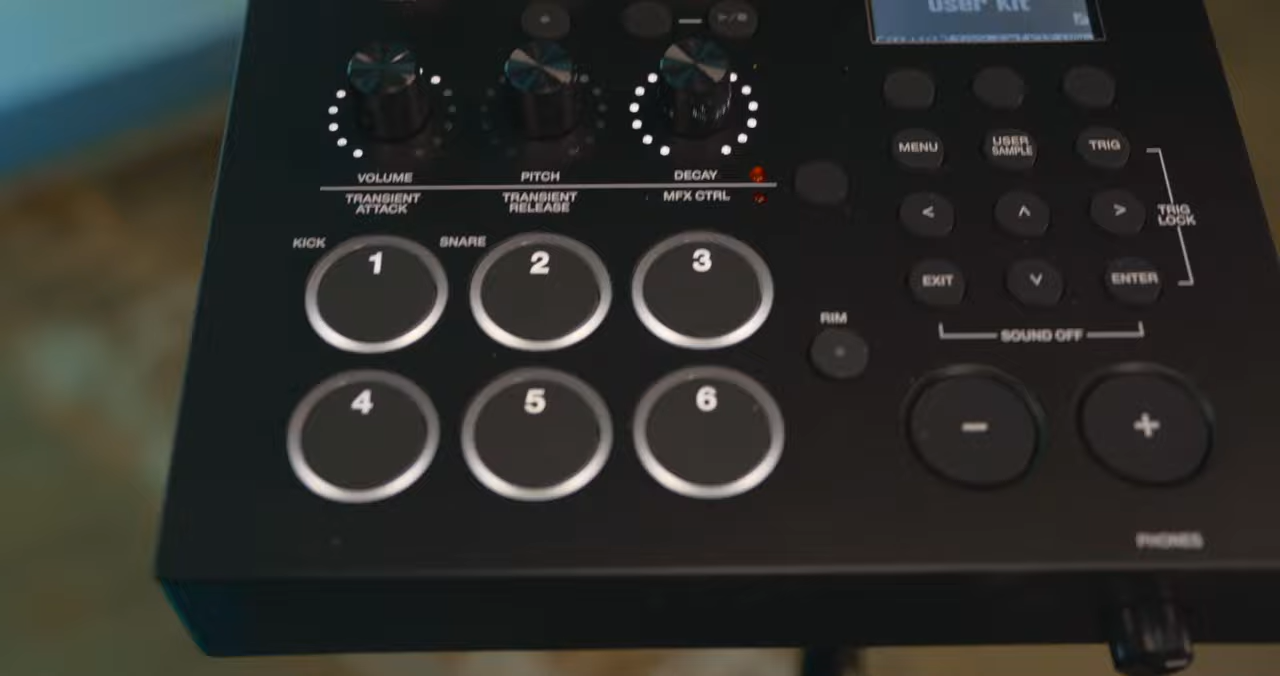 User Kit
VOLUME
PITCH
DECAY
TRANSIENT
ATTACK
TRANSIENT
RELEASE
MFX CTRL
MENU
USER
SAMPLE
TRIG
<
^
>
TRIG
LOCK
EXIT
v
ENTER
SOUND OFF
KICK
1
SNARE
2
3
RIM
4
5
6
-
+
PHONES